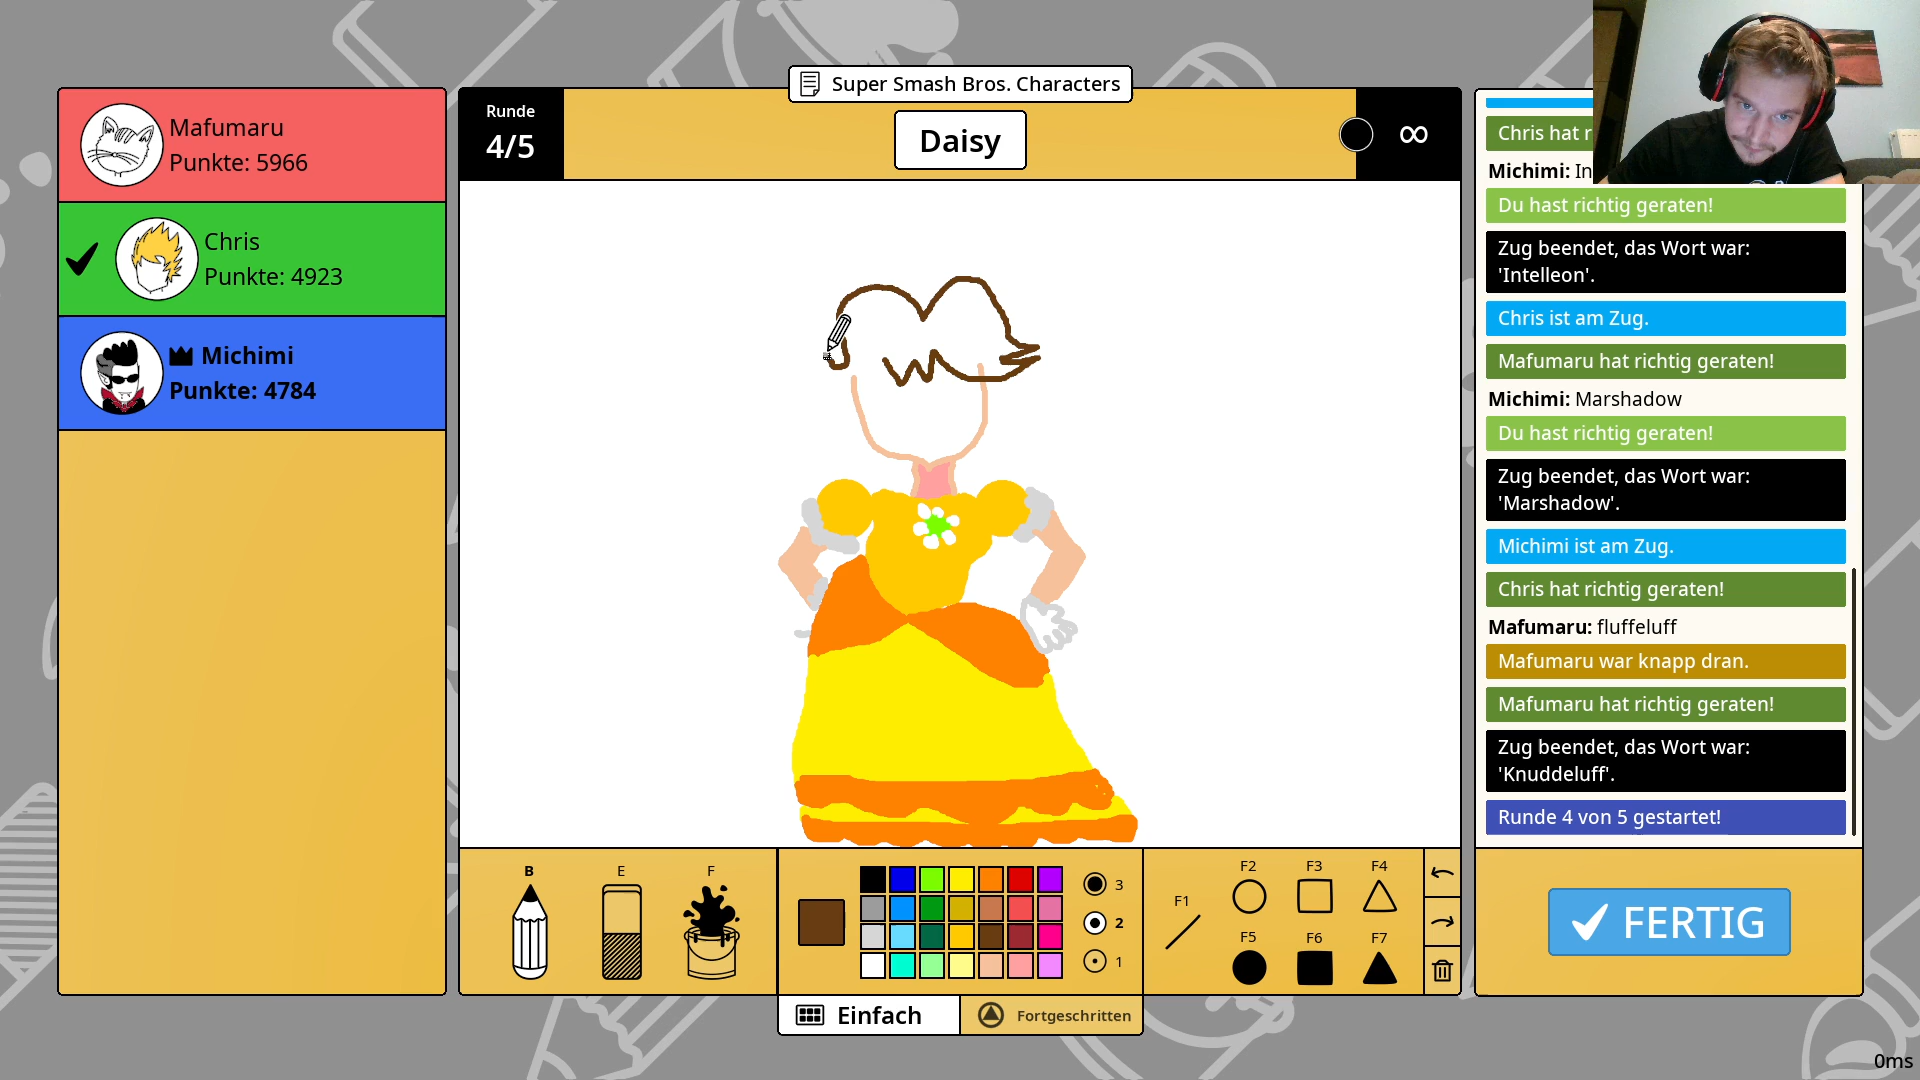 Super Smash Bros. Characters
Runde
4/5
Daisy
∞
Mafumaru
Punkte: 5966
Chris
Punkte: 4923
Michimi
Punkte: 4784
Chris hat r
Michimi: In
Du hast richtig geraten!
Zug beendet, das Wort war:
'Intelleon'.
Chris ist am Zug.
Mafumaru hat richtig geraten!
Michimi: Marshadow
Du hast richtig geraten!
Zug beendet, das Wort war:
'Marshadow'.
Michimi ist am Zug.
Chris hat richtig geraten!
Mafumaru: fluffeluff
Mafumaru war knapp dran.
Mafumaru hat richtig geraten!
Zug beendet, das Wort war:
'Knuddeluff'.
Runde 4 von 5 gestartet!
B
E
F
3
2
1
F1
F2
F3
F4
F5
F6
F7
FERTIG
Einfach
Fortgeschritten
0ms